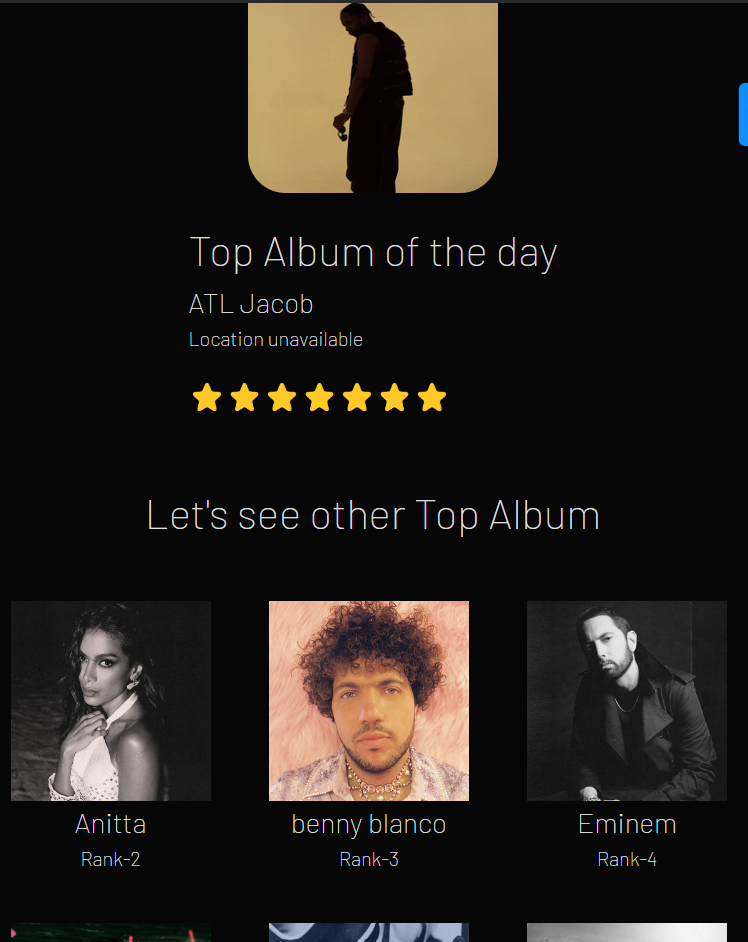 Top Album of the day
ATL Jacob
Location unavailable
Let's see other Top Album
Anitta
benny blanco
Eminem
Rank-2
Rank-3
Rank-4